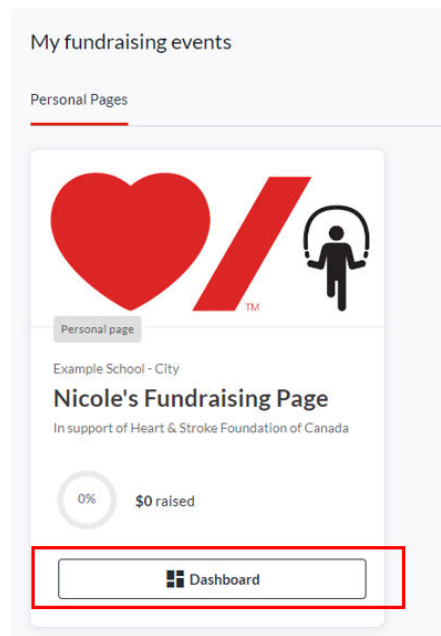 My fundraising events
Personal Pages
TM
Personal page
Example School - City
Nicole's Fundraising Page
In support of Heart & Stroke Foundation of Canada
0%
$0 raised
Dashboard